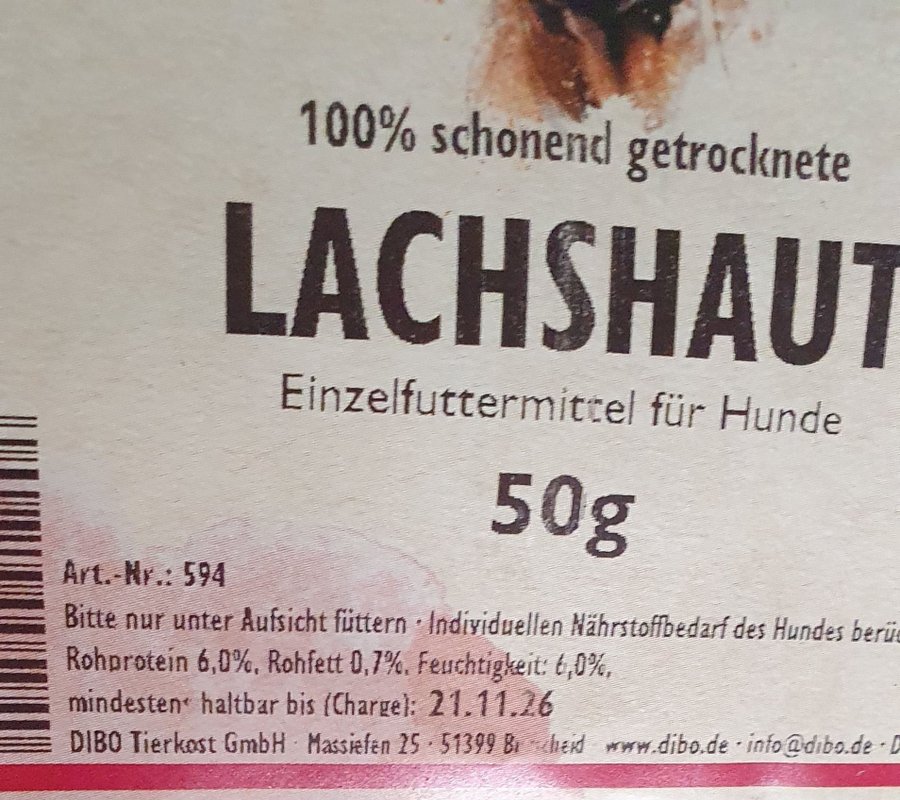 100% schonend getrocknete
LACHSHAUT
Einzelfuttermittel für Hunde
50g
Art.-Nr.: 594
Bitte nur unter Aufsicht füttern · Individuellen Nährstoffbedarf des Hundes
Rohprotein 6,0%, Rohfett 0,7%, Feuchtigkeit: 6,0%,
haltbar bis (Charge): 21.11.26
DIBO Tierkost GmbH · Massiefen 25 · 51399 · www.dibo.de · info@dibo.de ·